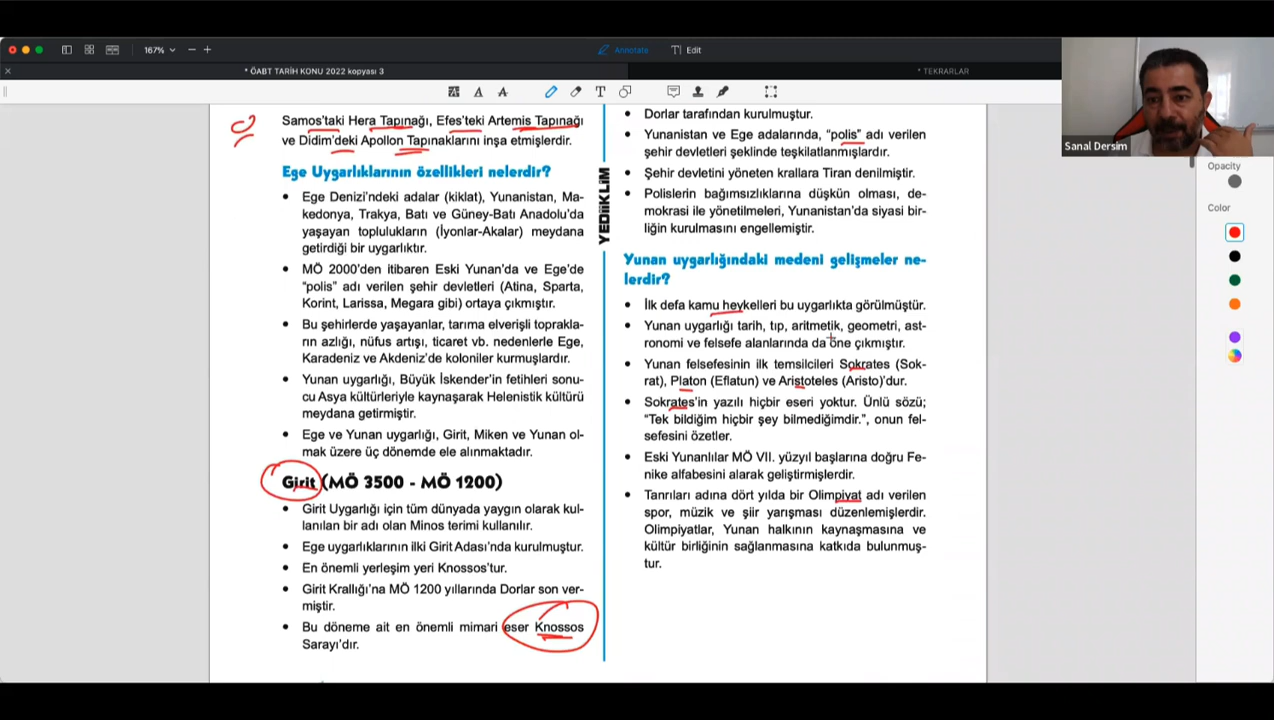 167%
Annotate
Edit
* ÖABT TARİH KONU 2022 kopyası 3
* TEKRARLAR
Sanal Dersim
Opacity
Color
Samos'taki Hera Tapınağı, Efes'teki Artemis Tapınağı
ve Didim'deki Apollon Tapınaklarını inşa etmişlerdir.
Ege Uygarlıklarının özellikleri nelerdir?
• Ege Denizi'ndeki adalar (kiklat), Yunanistan, Ma-
kedonya, Trakya, Batı ve Güney-Batı Anadolu'da
yaşayan toplulukların (İyonlar-Akalar) meydana
getirdiği bir uygarlıktır.
• MÖ 2000'den itibaren Eski Yunan'da ve Ege'de
"polis" adı verilen şehir devletleri (Atina, Sparta,
Korint, Larissa, Megara gibi) ortaya çıkmıştır.
• Bu şehirlerde yaşayanlar, tarıma elverişli toprakla-
rın azlığı, nüfus artışı, ticaret vb. nedenlerle Ege,
Karadeniz ve Akdeniz'de koloniler kurmuşlardır.
• Yunan uygarlığı, Büyük İskender'in fetihleri sonu-
cu Asya kültürleriyle kaynaşarak Helenistik kültürü
meydana getirmiştir.
• Ege ve Yunan uygarlığı, Girit, Miken ve Yunan ol-
mak üzere üç dönemde ele alınmaktadır.
Girit (MÖ 3500 - MÖ 1200)
• Girit Uygarlığı için tüm dünyada yaygın olarak kul-
lanılan bir adı olan Minos terimi kullanılır.
• Ege uygarlıklarının ilki Girit Adası'nda kurulmuştur.
• En önemli yerleşim yeri Knossos'tur.
• Girit Krallığı'na MÖ 1200 yıllarında Dorlar son ver-
miştir.
• Bu döneme ait en önemli mimari eser Knossos
Sarayı'dır.
YEDİİKLİM
Dorlar tarafından kurulmuştur.
• Yunanistan ve Ege adalarında, "polis" adı verilen
şehir devletleri şeklinde teşkilatlanmışlardır.
• Şehir devletini yöneten krallara Tiran denilmiştir.
• Polislerin bağımsızlıklarına düşkün olması, de-
mokrasi ile yönetilmeleri, Yunanistan'da siyasi bir-
liğin kurulmasını engellemiştir.
Yunan uygarlığındaki medeni gelişmeler ne-
lerdir?
• İlk defa kamu heykelleri bu uygarlıkta görülmüştür.
• Yunan uygarlığı tarih, tıp, aritmetik, geometri, ast-
ronomi ve felsefe alanlarında da öne çıkmıştır.
• Yunan felsefesinin ilk temsilcileri Sokrates (Sok-
rat), Platon (Eflatun) ve Aristoteles (Aristo)'dur.
• Sokrates'in yazılı hiçbir eseri yoktur. Ünlü sözü;
"Tek bildiğim hiçbir şey bilmediğimdir.", onun fel-
sefesini özetler.
• Eski Yunanlılar MÖ VII. yüzyıl başlarına doğru Fe-
nike alfabesini alarak geliştirmişlerdir.
• Tanrıları adına dört yılda bir Olimpiyat adı verilen
spor, müzik ve şiir yarışması düzenlemişlerdir.
Olimpiyatlar, Yunan halkının kaynaşmasına ve
kültür birliğinin sağlanmasına katkıda bulunmuş-
tur.